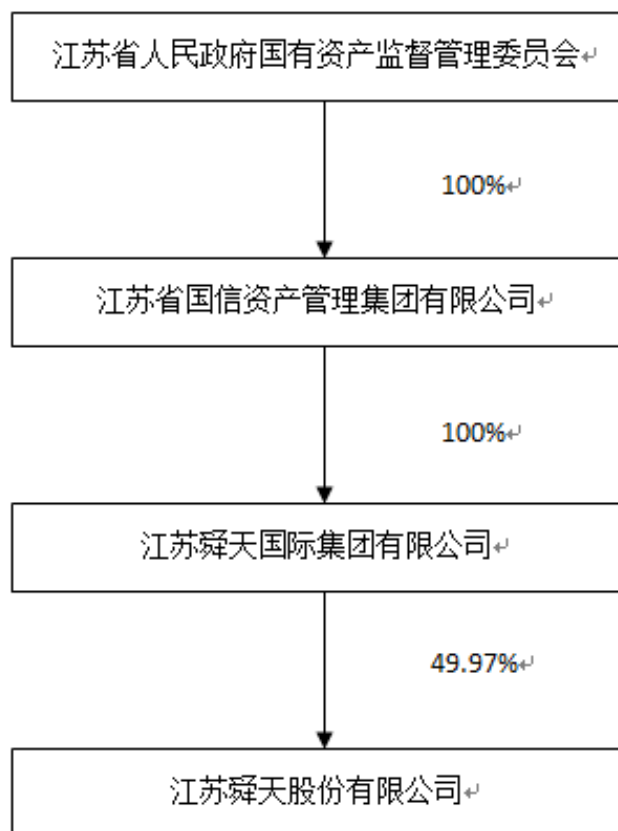 江苏省人民政府国有资产监督管理委员会
100%
江苏省国信资产管理集团有限公司
100%
江苏舜天国际集团有限公司
49.97%
江苏舜天股份有限公司